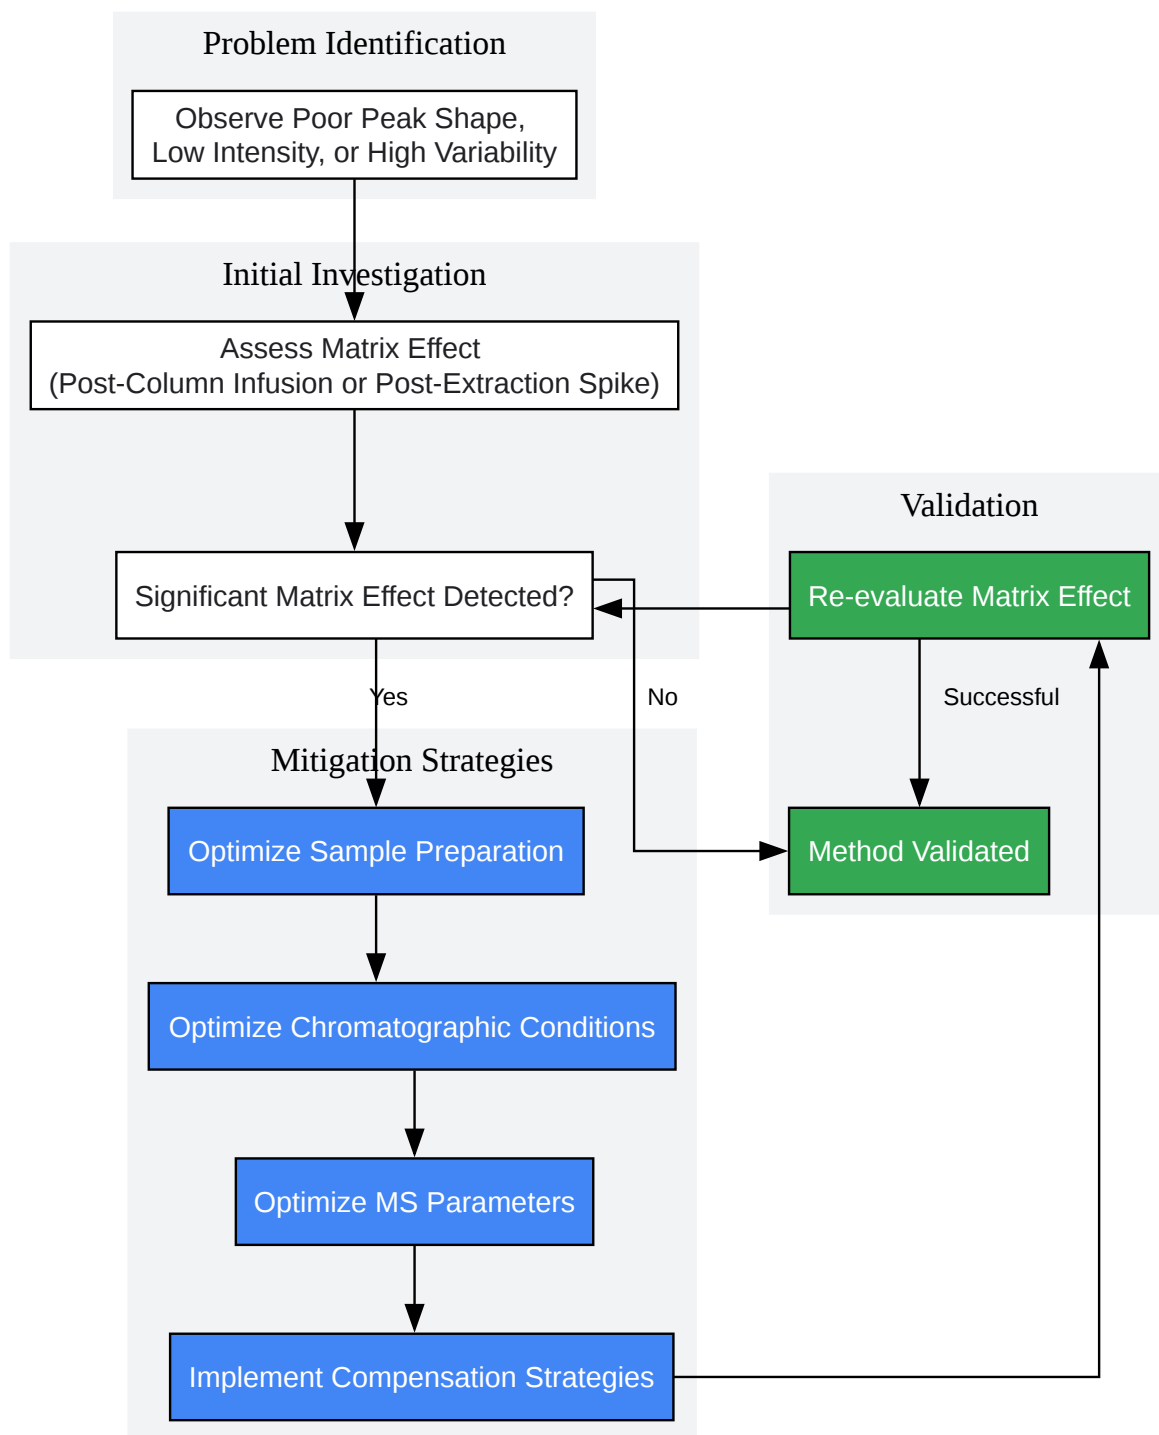 Problem Identification
Observe Poor Peak Shape,
Low Intensity, or High Variability
Initial Investigation
Assess Matrix Effect
(Post-Column Infusion or Post-Extraction Spike)
Significant Matrix Effect Detected?
Validation
Re-evaluate Matrix Effect
Yes
No
Successful
Mitigation Strategies
Optimize Sample Preparation
Method Validated
Optimize Chromatographic Conditions
Optimize MS Parameters
Implement Compensation Strategies